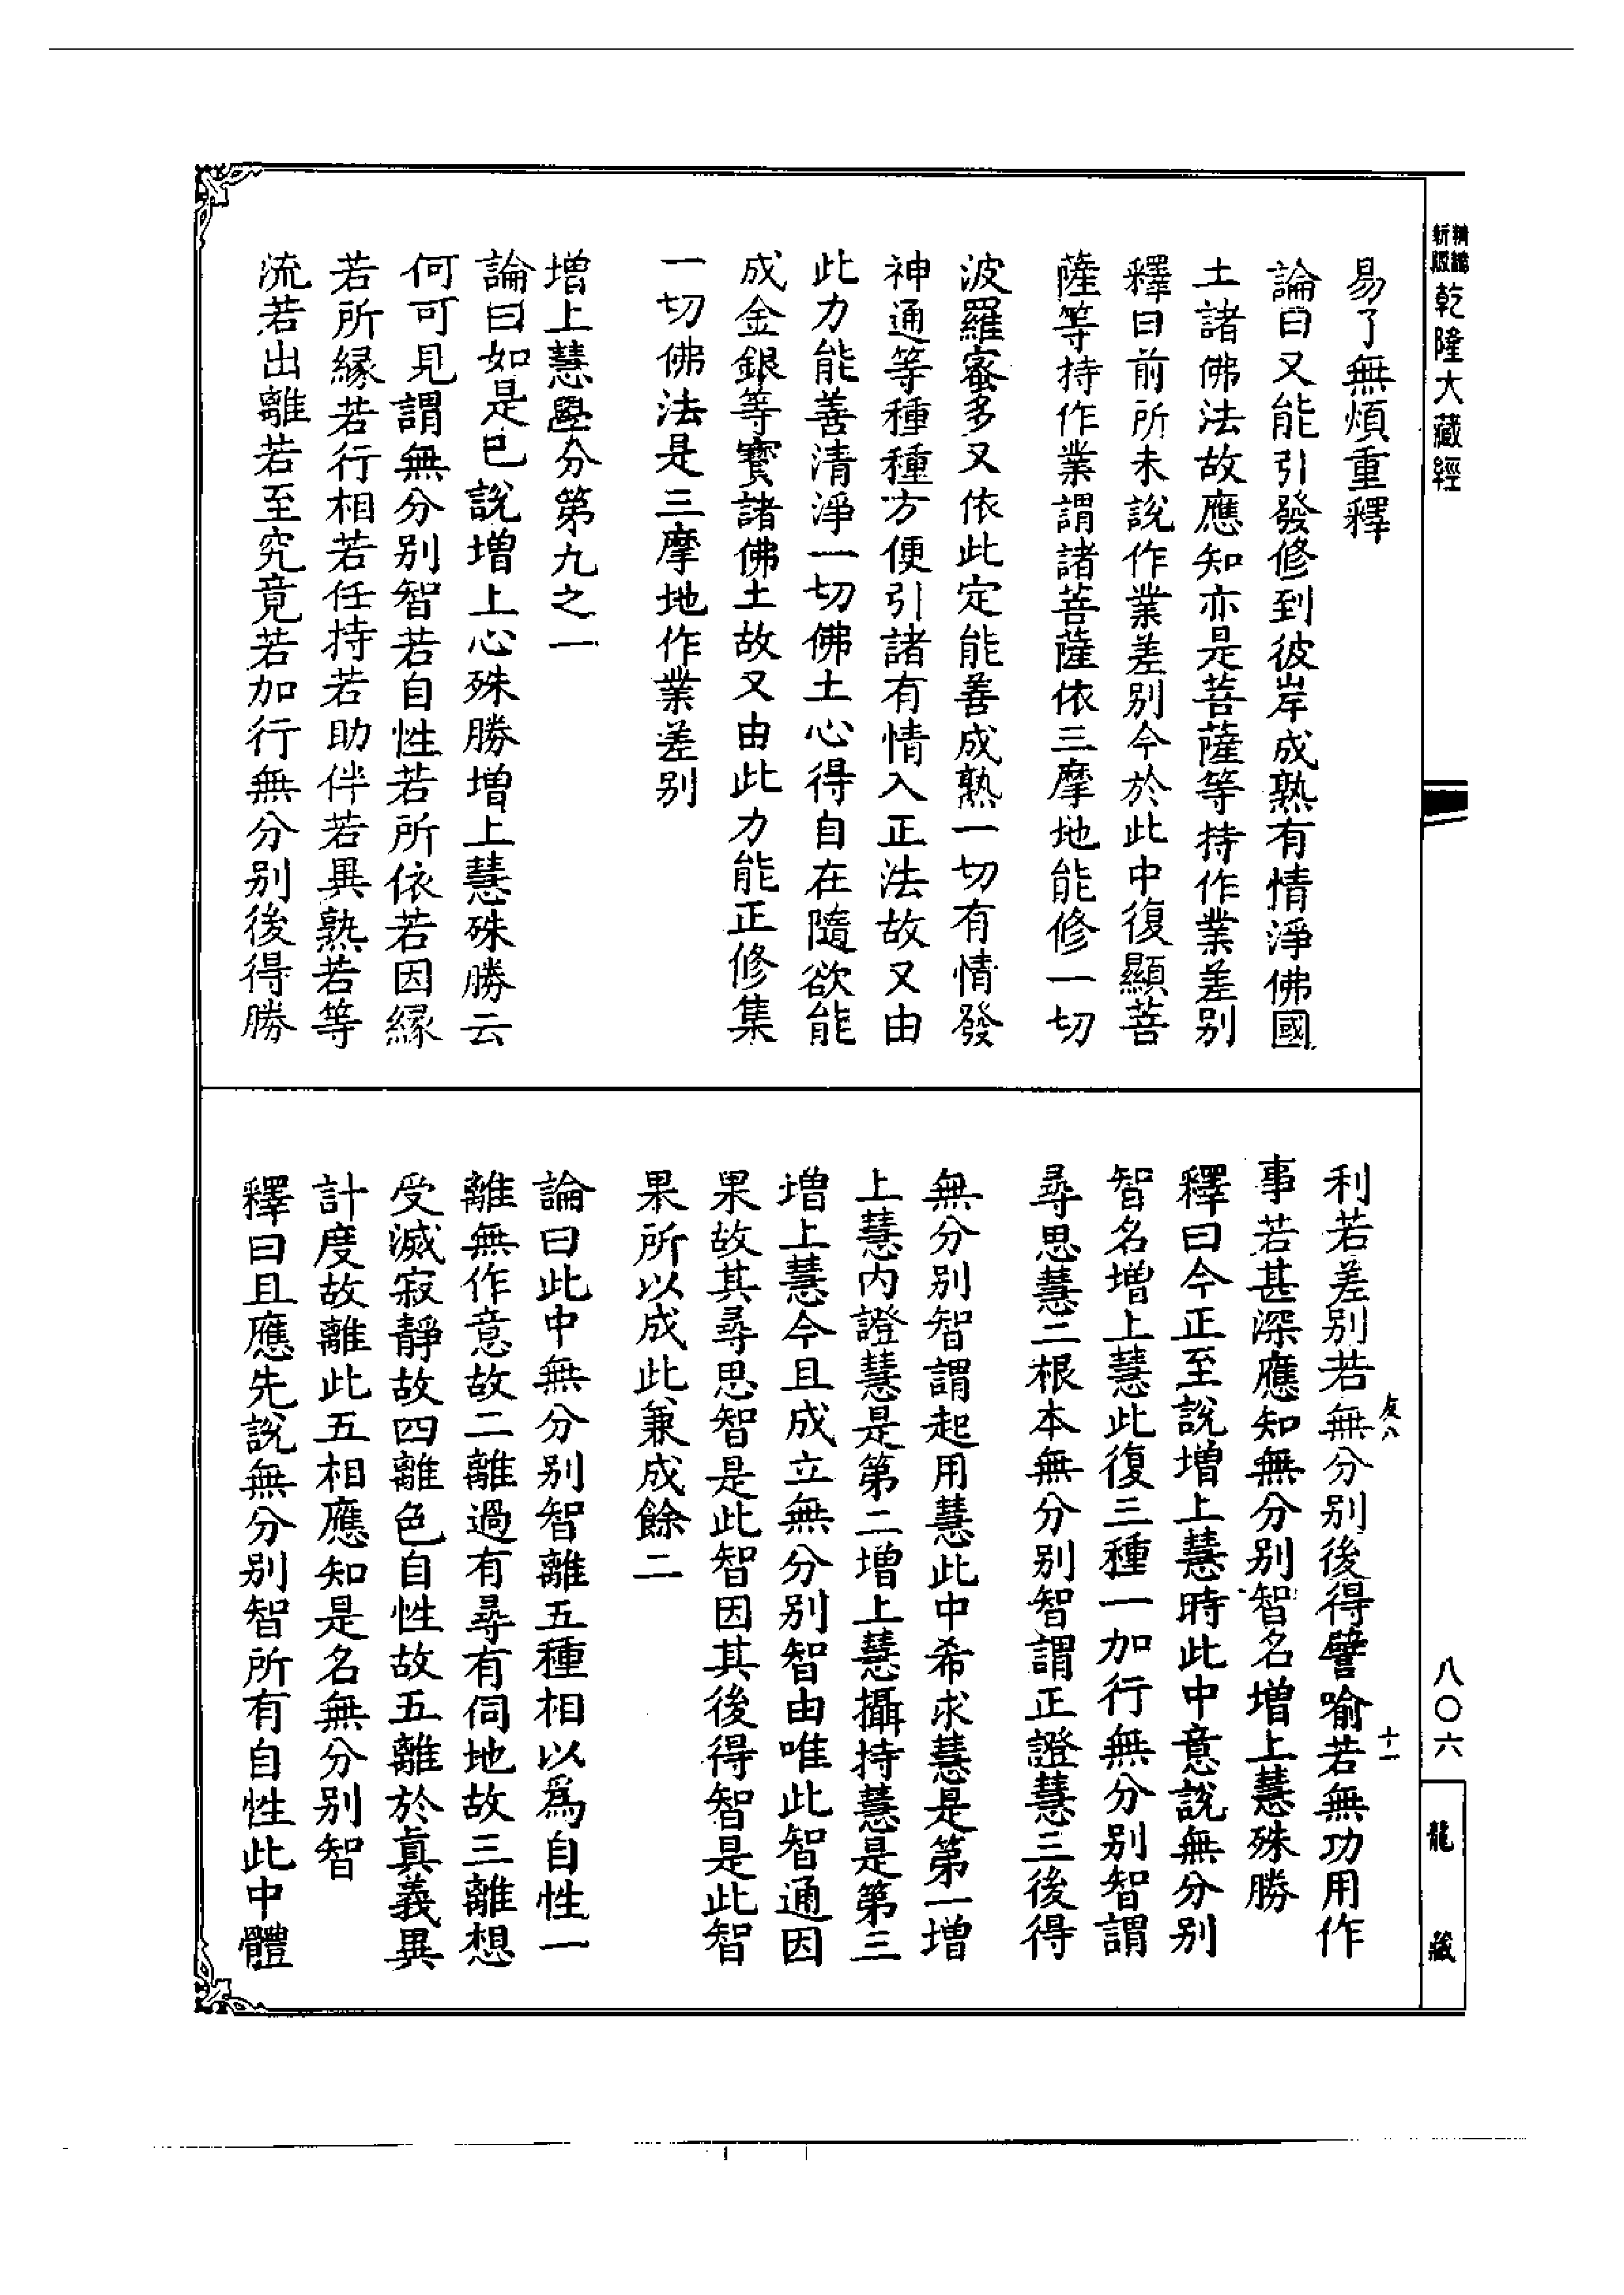 精鐫
新版
乾隆大藏經
八〇六
龍藏
易了無煩重釋
論曰又能引發修到彼岸成熟有情淨佛國
土諸佛法故應知亦是菩薩等持作業差別
釋曰前所未說作業差別今於此中復顯菩
薩等持作業謂諸菩薩依三摩地能修一切
波羅蜜多又依此定能善成熟一切有情發
神通等種種方便引諸有情入正法故又由
此力能善清淨一切佛土心得自在隨欲能
成金銀等寶諸佛土故又由此力能正修集
一切佛法是三摩地作業差別
增上慧學分第九之一
論曰如是已說增上心殊勝增上慧殊勝云
何可見謂無分別智若自性若所依若因緣
若所緣若行相若任持若助伴若異熟若等
流若出離若至究竟若加行無分別後得勝
友八
十一
利若差別若無分別後得譬喻若無功用作
事若甚深應知無分別智名增上慧殊勝
釋曰今正至說增上慧時此中意說無分別
智名增上慧此復三種一加行無分別智謂
尋思慧二根本無分別智謂正證慧三後得
無分別智謂起用慧此中希求慧是第一增
上慧內證慧是第二增上慧攝持慧是第三
增上慧今且成立無分別智由唯此智通因
果故其尋思智是此智因其後得智是此智
果所以成此兼成餘二
論曰此中無分別智離五種相以為自性一
離無作意故二離過有尋有伺地故三離想
受滅寂靜故四離色自性故五離於真義異
計度故離此五相應知是名無分別智
釋曰且應先說無分別智所有自性此中體